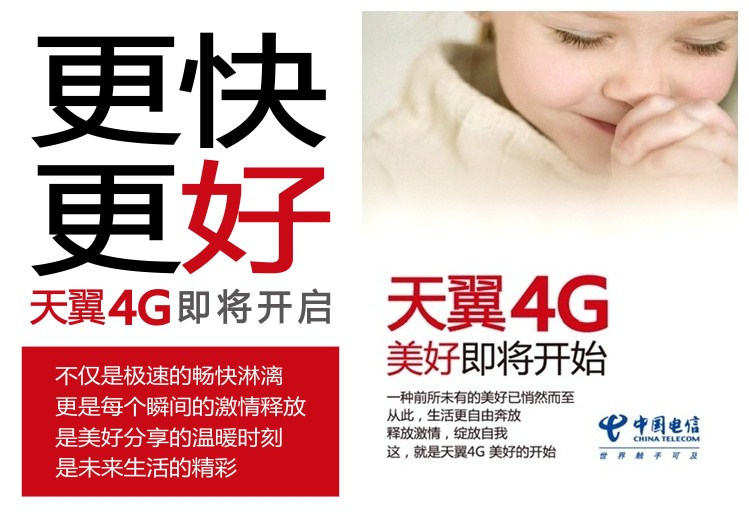 更快
更好
天翼4G即将开启
不仅是极速的畅快淋漓
更是每个瞬间的激情释放
是美好分享的温暖时刻
是未来生活的精彩
天翼4G
美好即将开始
一种前所未有的美好已悄然而至
从此，生活更自由奔放
释放激情，绽放自我
这，就是天翼4G 美好的开始
中国电信
CHINA TELECOM
世界触手可及